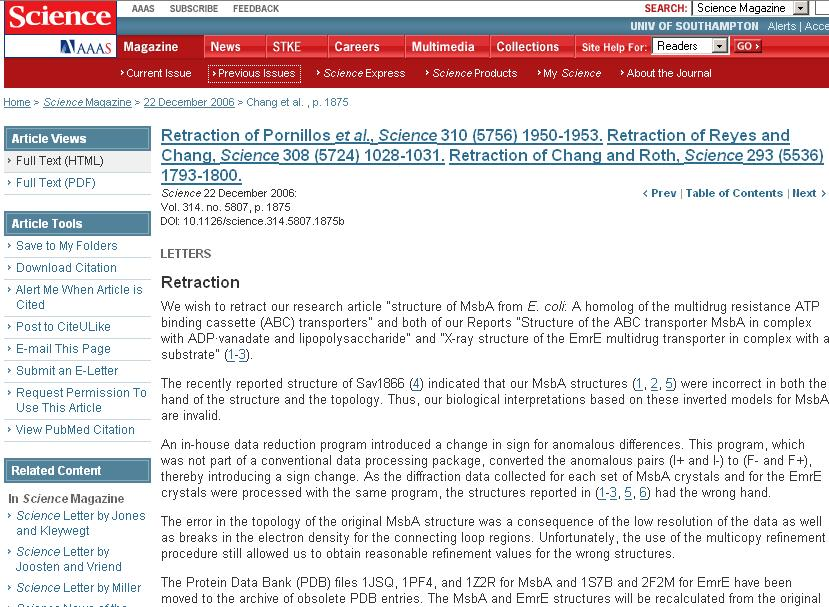 Science
AAAS SUBSCRIBE FEEDBACK
SEARCH: Science Magazine
UNIV OF SOUTHAMPTON Alerts |
AAAS
Magazine News STKE Careers Multimedia Collections Site Help For: Readers GO
Current Issue Previous Issues Science Express Science Products My Science About the Journal
Home > Science Magazine > 22 December 2006 > Chang et al. , p. 1875
Article Views
Full Text (HTML)
Full Text (PDF)
Article Tools
Save to My Folders
Download Citation
Alert Me When Article is
Cited
Post to CiteULike
E-mail This Page
Submit an E-Letter
Request Permission To
Use This Article
View PubMed Citation
Related Content
In Science Magazine
Science Letter by Jones
and Kleywegt
Science Letter by
Joosten and Vriend
Science Letter by Miller
Science News of the
Retraction of Pornillos et al., Science 310 (5756) 1950-1953. Retraction of Reyes and
Chang, Science 308 (5724) 1028-1031. Retraction of Chang and Roth, Science 293 (5536)
1793-1800.
Science 22 December 2006:
Vol. 314. no. 5807, p. 1875
DOI: 10.1126/science.314.5807.1875b
< Prev | Table of Contents | Next >
LETTERS
Retraction
We wish to retract our research article "structure of MsbA from E. coli: A homolog of the multidrug resistance ATP
binding cassette (ABC) transporters" and both of our Reports "Structure of the ABC transporter MsbA in complex
with ADP·vanadate and lipopolysaccharide" and "X-ray structure of the EmrE multidrug transporter in complex with a
substrate" (1-3).
The recently reported structure of Sav1866 (4) indicated that our MsbA structures (1, 2, 5) were incorrect in both the
hand of the structure and the topology. Thus, our biological interpretations based on these inverted models for MsbA
are invalid.
An in-house data reduction program introduced a change in sign for anomalous differences. This program, which
was not part of a conventional data processing package, converted the anomalous pairs (I+ and I-) to (F- and F+),
thereby introducing a sign change. As the diffraction data collected for each set of MsbA crystals and for the EmrE
crystals were processed with the same program, the structures reported in (1-3, 5, 6) had the wrong hand.
The error in the topology of the original MsbA structure was a consequence of the low resolution of the data as well
as breaks in the electron density for the connecting loop regions. Unfortunately, the use of the multicopy refinement
procedure still allowed us to obtain reasonable refinement values for the wrong structures.
The Protein Data Bank (PDB) files 1JSQ, 1PF4, and 1Z2R for MsbA and 1S7B and 2F2M for EmrE have been
moved to the archive of obsolete PDB entries. The MsbA and EmrE structures will be recalculated from the original